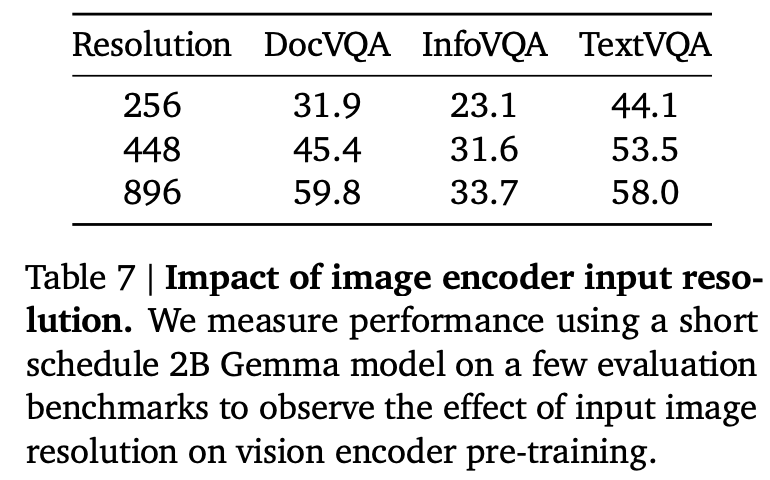 Resolution DocVQA InfoVQA TextVQA
256 31.9 23.1 44.1
448 45.4 31.6 53.5
896 59.8 33.7 58.0
Table 7 | Impact of image encoder input reso-
lution. We measure performance using a short
schedule 2B Gemma model on a few evaluation
benchmarks to observe the effect of input image
resolution on vision encoder pre-training.